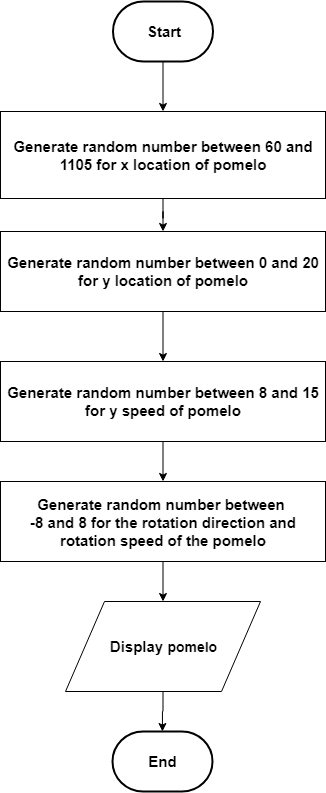 Start
Generate random number between 60 and
1105 for x location of pomelo
Generate random number between 0 and 20
for y location of pomelo
Generate random number between 8 and 15
for y speed of pomelo
Generate random number between
-8 and 8 for the rotation direction and
rotation speed of the pomelo
Display pomelo
End